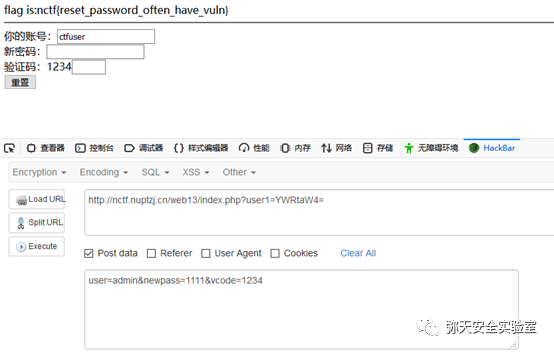 flag is:nctf{reset_password_often_have_vuln}
你的账号：ctfuser
新密码：
验证码：1234
重置
查看器 控制台 调试器 样式编辑器 性能 内存 网络 存储 无障碍环境 HackBar
Encryption Encoding SQL XSS Other
Load URL http://nctf.nuptzj.cn/web13/index.php?user1=YWRtaW4=
Split URL
Execute
Post data Referer User Agent Cookies Clear All
user=admin&newpass=1111&vcode=1234
弥天安全实验室